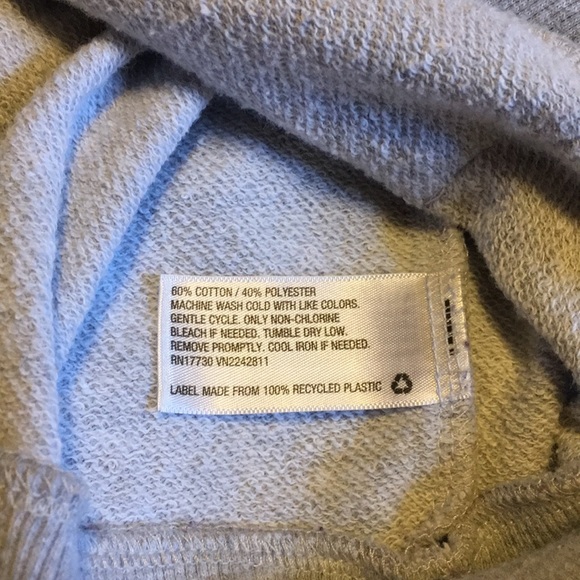 60% COTTON / 40% POLYESTER
MACHINE WASH COLD WITH LIKE COLORS.
GENTLE CYCLE. ONLY NON-CHLORINE
BLEACH IF NEEDED. TUMBLE DRY LOW.
REMOVE PROMPTLY. COOL IRON IF NEEDED.
RN17730 VN2242811
LABEL MADE FROM 100% RECYCLED PLASTIC